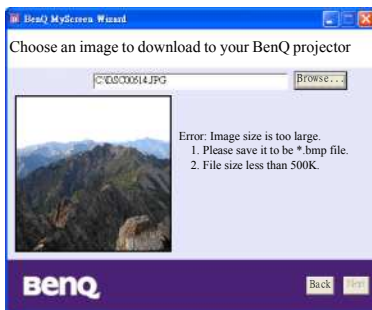 BenQ MyScreen Wizard
Choose an image to download to your BenQ projector
C:\DSC00514.JPG Browse...
Error: Image size is too large.
1. Please save it to be *.bmp file.
2. File size less than 500K.
BenQ Back Next